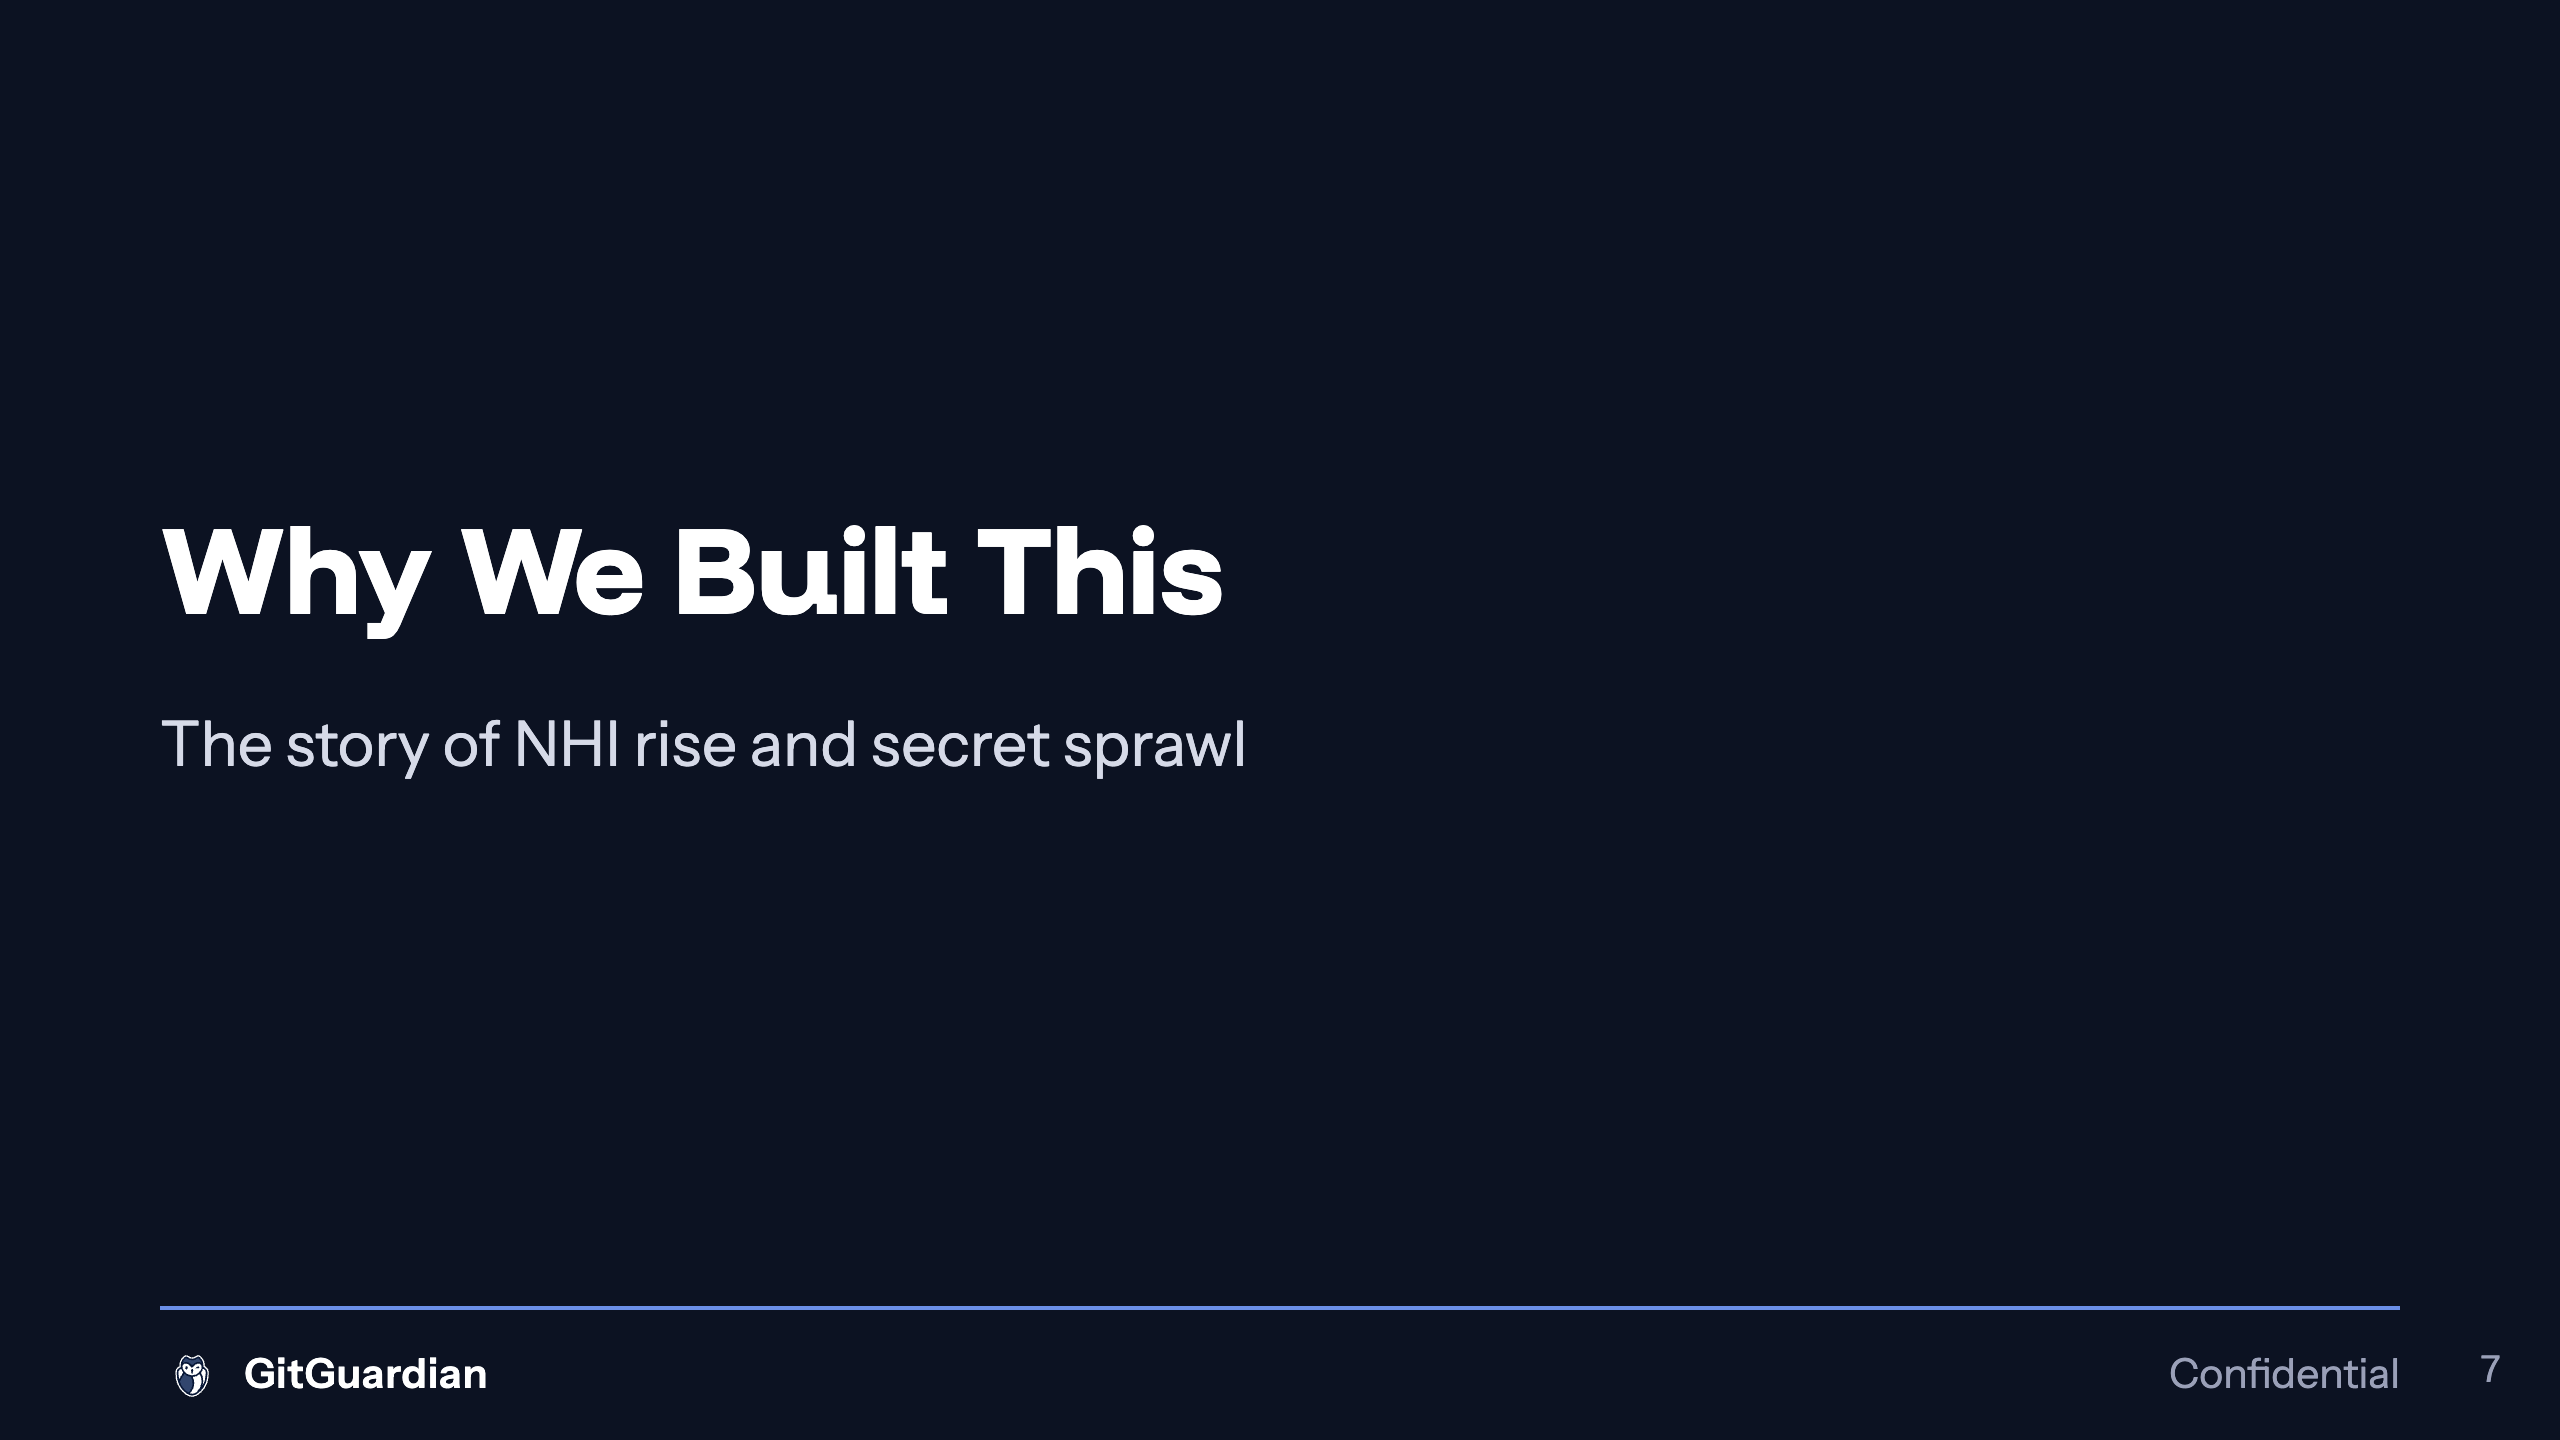 Why We Built This
The story of NHI rise and secret sprawl
GitGuardian
Confidential
7